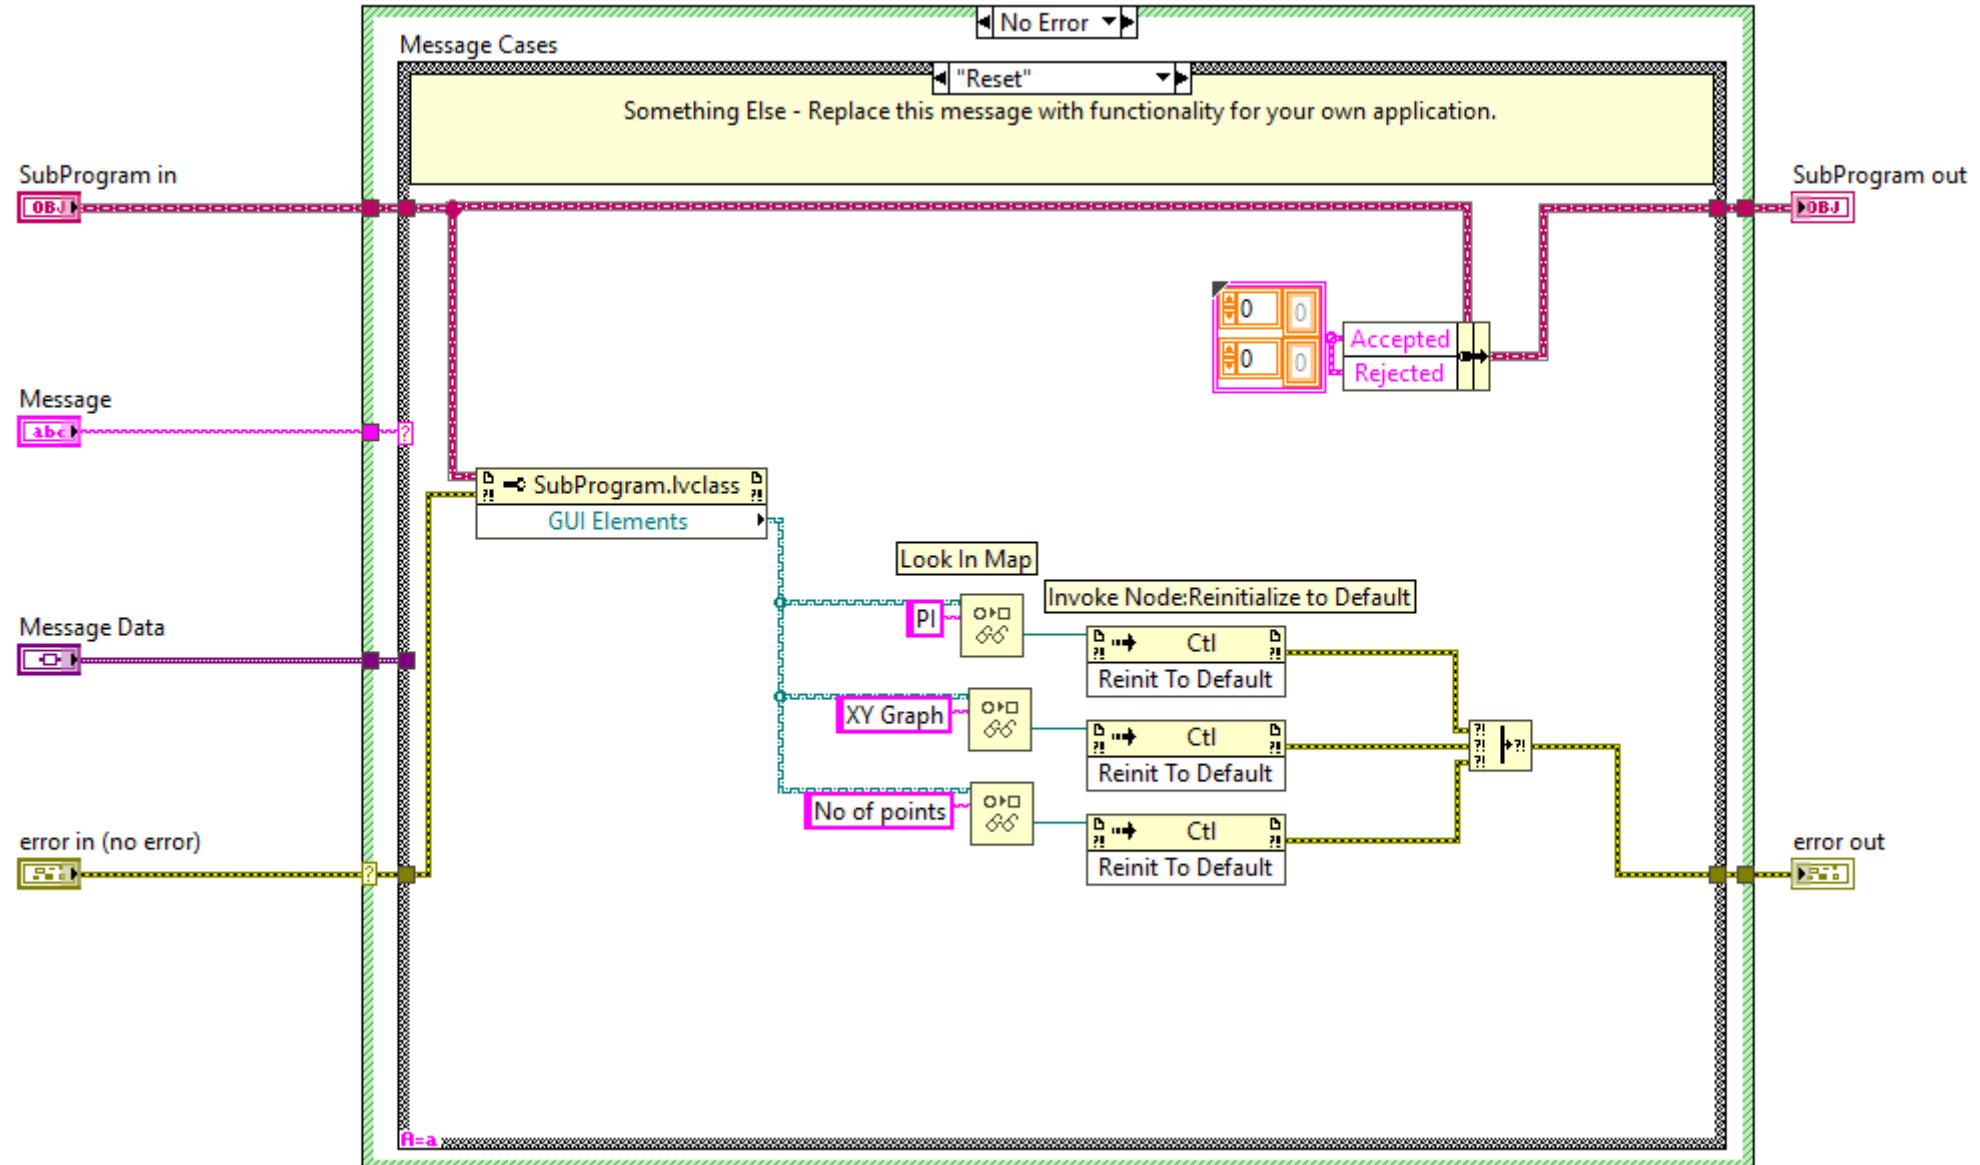 No Error
Message Cases
"Reset"
Something Else - Replace this message with functionality for your own application.
SubProgram in
SubProgram out
OBJ
OBJ
0 0
Accepted
0 0
Rejected
Message
abc
?
SubProgram.lvclass
GUI Elements
Look In Map
Invoke Node:Reinitialize to Default
PI
Ctl
Reinit To Default
Message Data
XY Graph
Ctl
Reinit To Default
No of points
Ctl
Reinit To Default
error in (no error)
error out
?
A=a